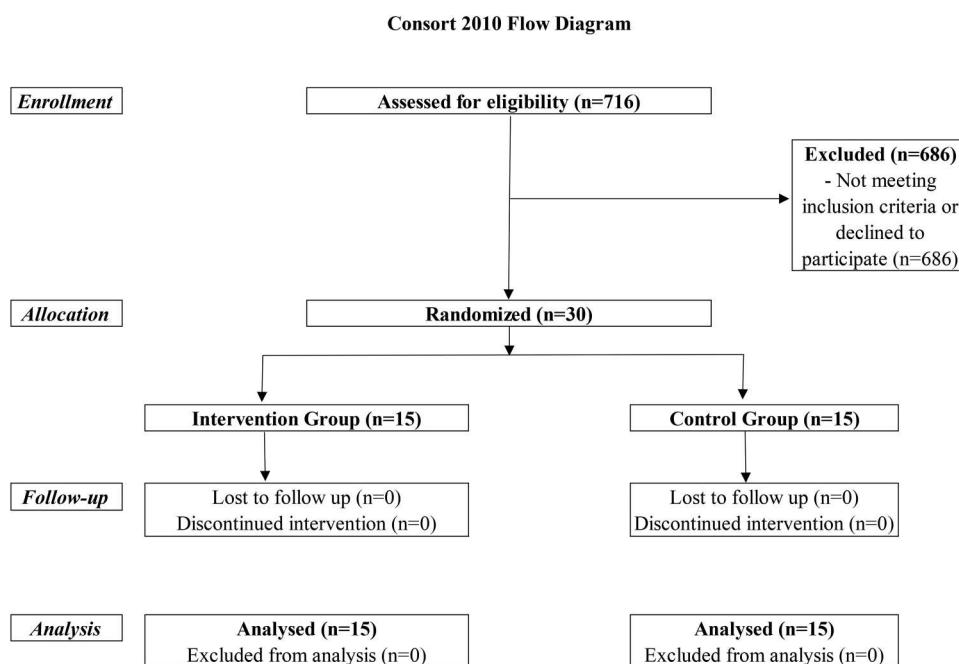 Consort 2010 Flow Diagram
Enrollment
Assessed for eligibility (n=716)
Excluded (n=686)
- Not meeting
inclusion criteria or
declined to
participate (n=686)
Allocation
Randomized (n=30)
Intervention Group (n=15)
Control Group (n=15)
Follow-up
Lost to follow up (n=0)
Discontinued intervention (n=0)
Lost to follow up (n=0)
Discontinued intervention (n=0)
Analysis
Analysed (n=15)
Excluded from analysis (n=0)
Analysed (n=15)
Excluded from analysis (n=0)